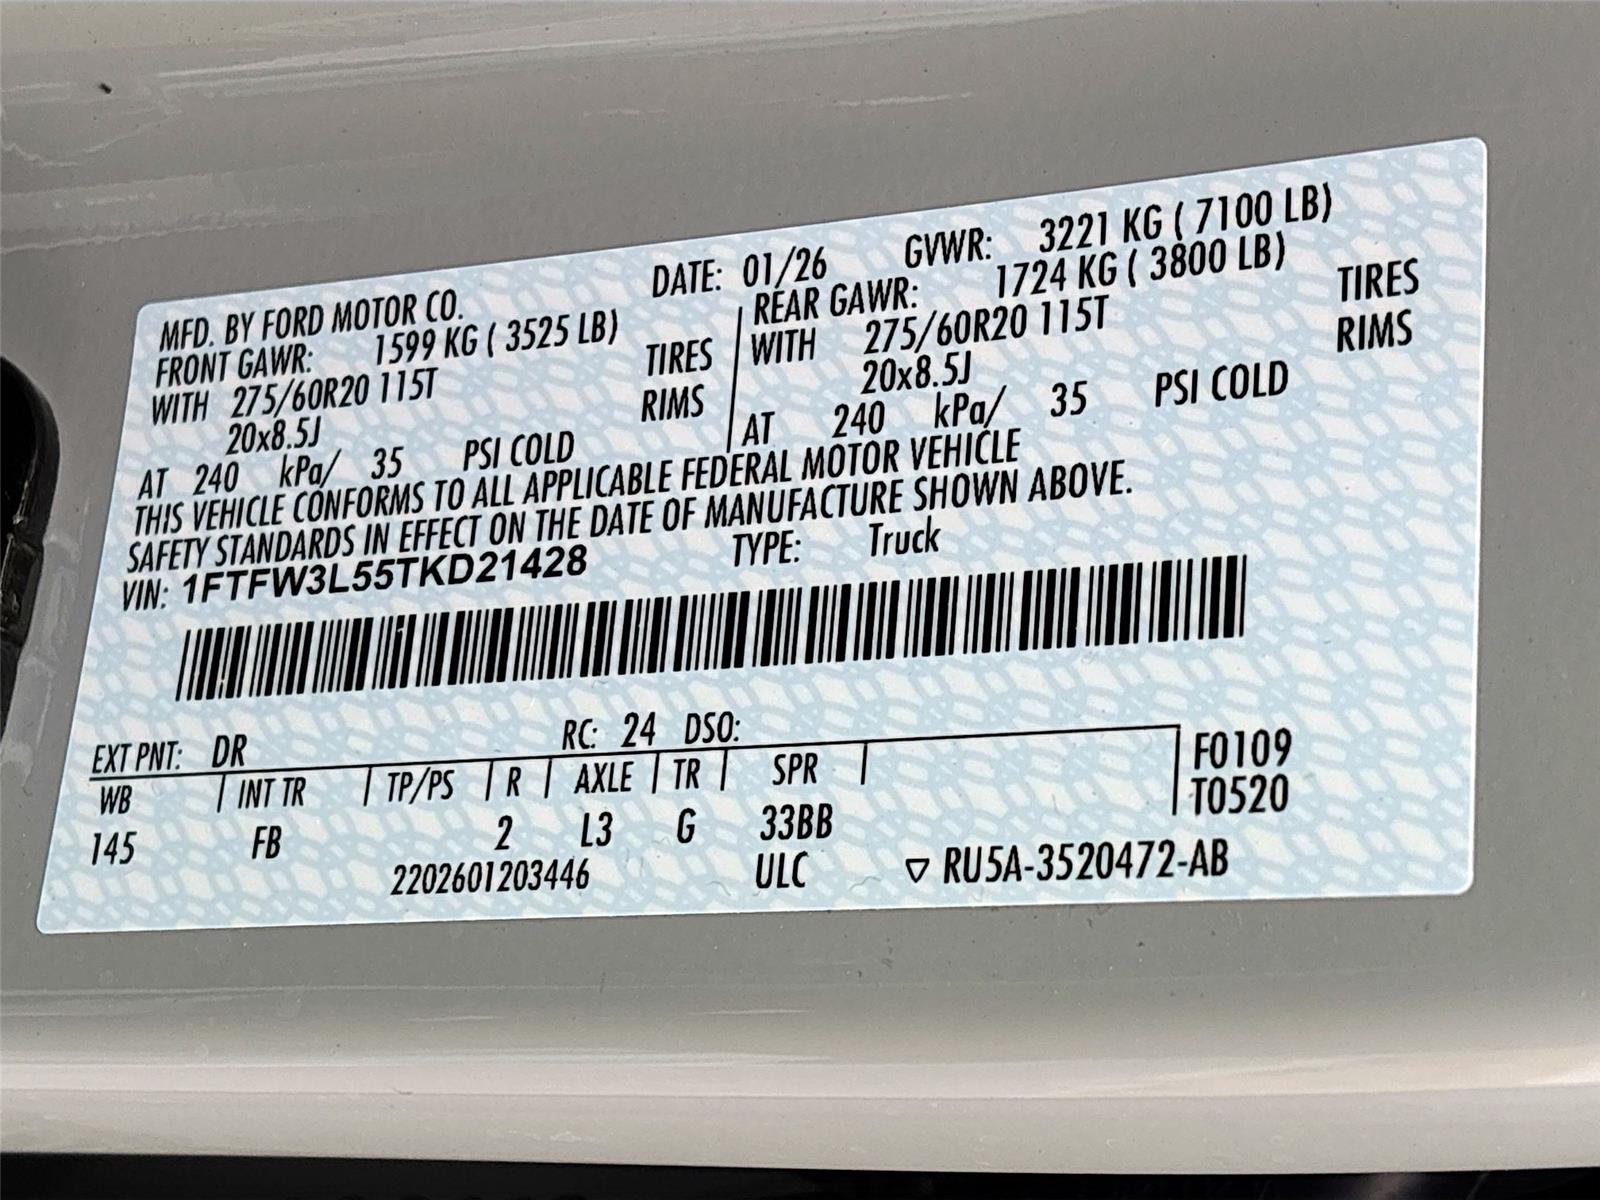 MFD. BY FORD MOTOR CO. DATE: 01/26 GVWR: 3221 KG ( 7100 LB)
FRONT GAWR: 1599 KG ( 3525 LB) REAR GAWR: 1724 KG ( 3800 LB)
WITH 275/60R20 115T TIRES WITH 275/60R20 115T TIRES
20x8.5J RIMS 20x8.5J RIMS
AT 240 kPa/ 35 PSI COLD AT 240 kPa/ 35 PSI COLD
THIS VEHICLE CONFORMS TO ALL APPLICABLE FEDERAL MOTOR VEHICLE
SAFETY STANDARDS IN EFFECT ON THE DATE OF MANUFACTURE SHOWN ABOVE.
VIN: 1FTFW3L55TKD21428 TYPE: Truck
EXT PNT: DR RC: 24 DSO:
WB INT TR TP/PS R AXLE TR SPR F0109
145 FB 2 L3 G 33BB T0520
2202601203446 ULC ▽ RU5A-3520472-AB